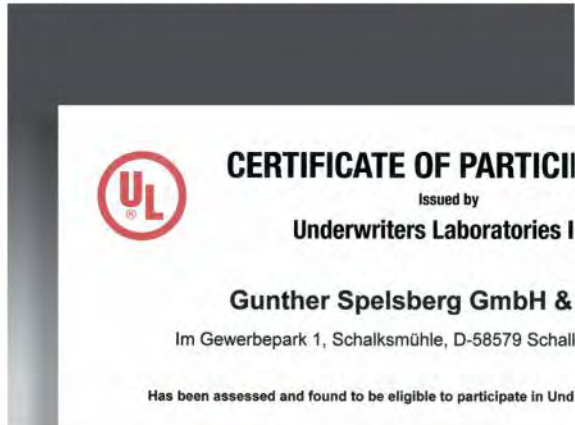 UL
®
CERTIFICATE OF PARTICI
Issued by
Underwriters Laboratories I
Gunther Spelsberg GmbH &
Im Gewerbepark 1, Schalksmühle, D-58579 Schalk
Has been assessed and found to be eligible to participate in Und